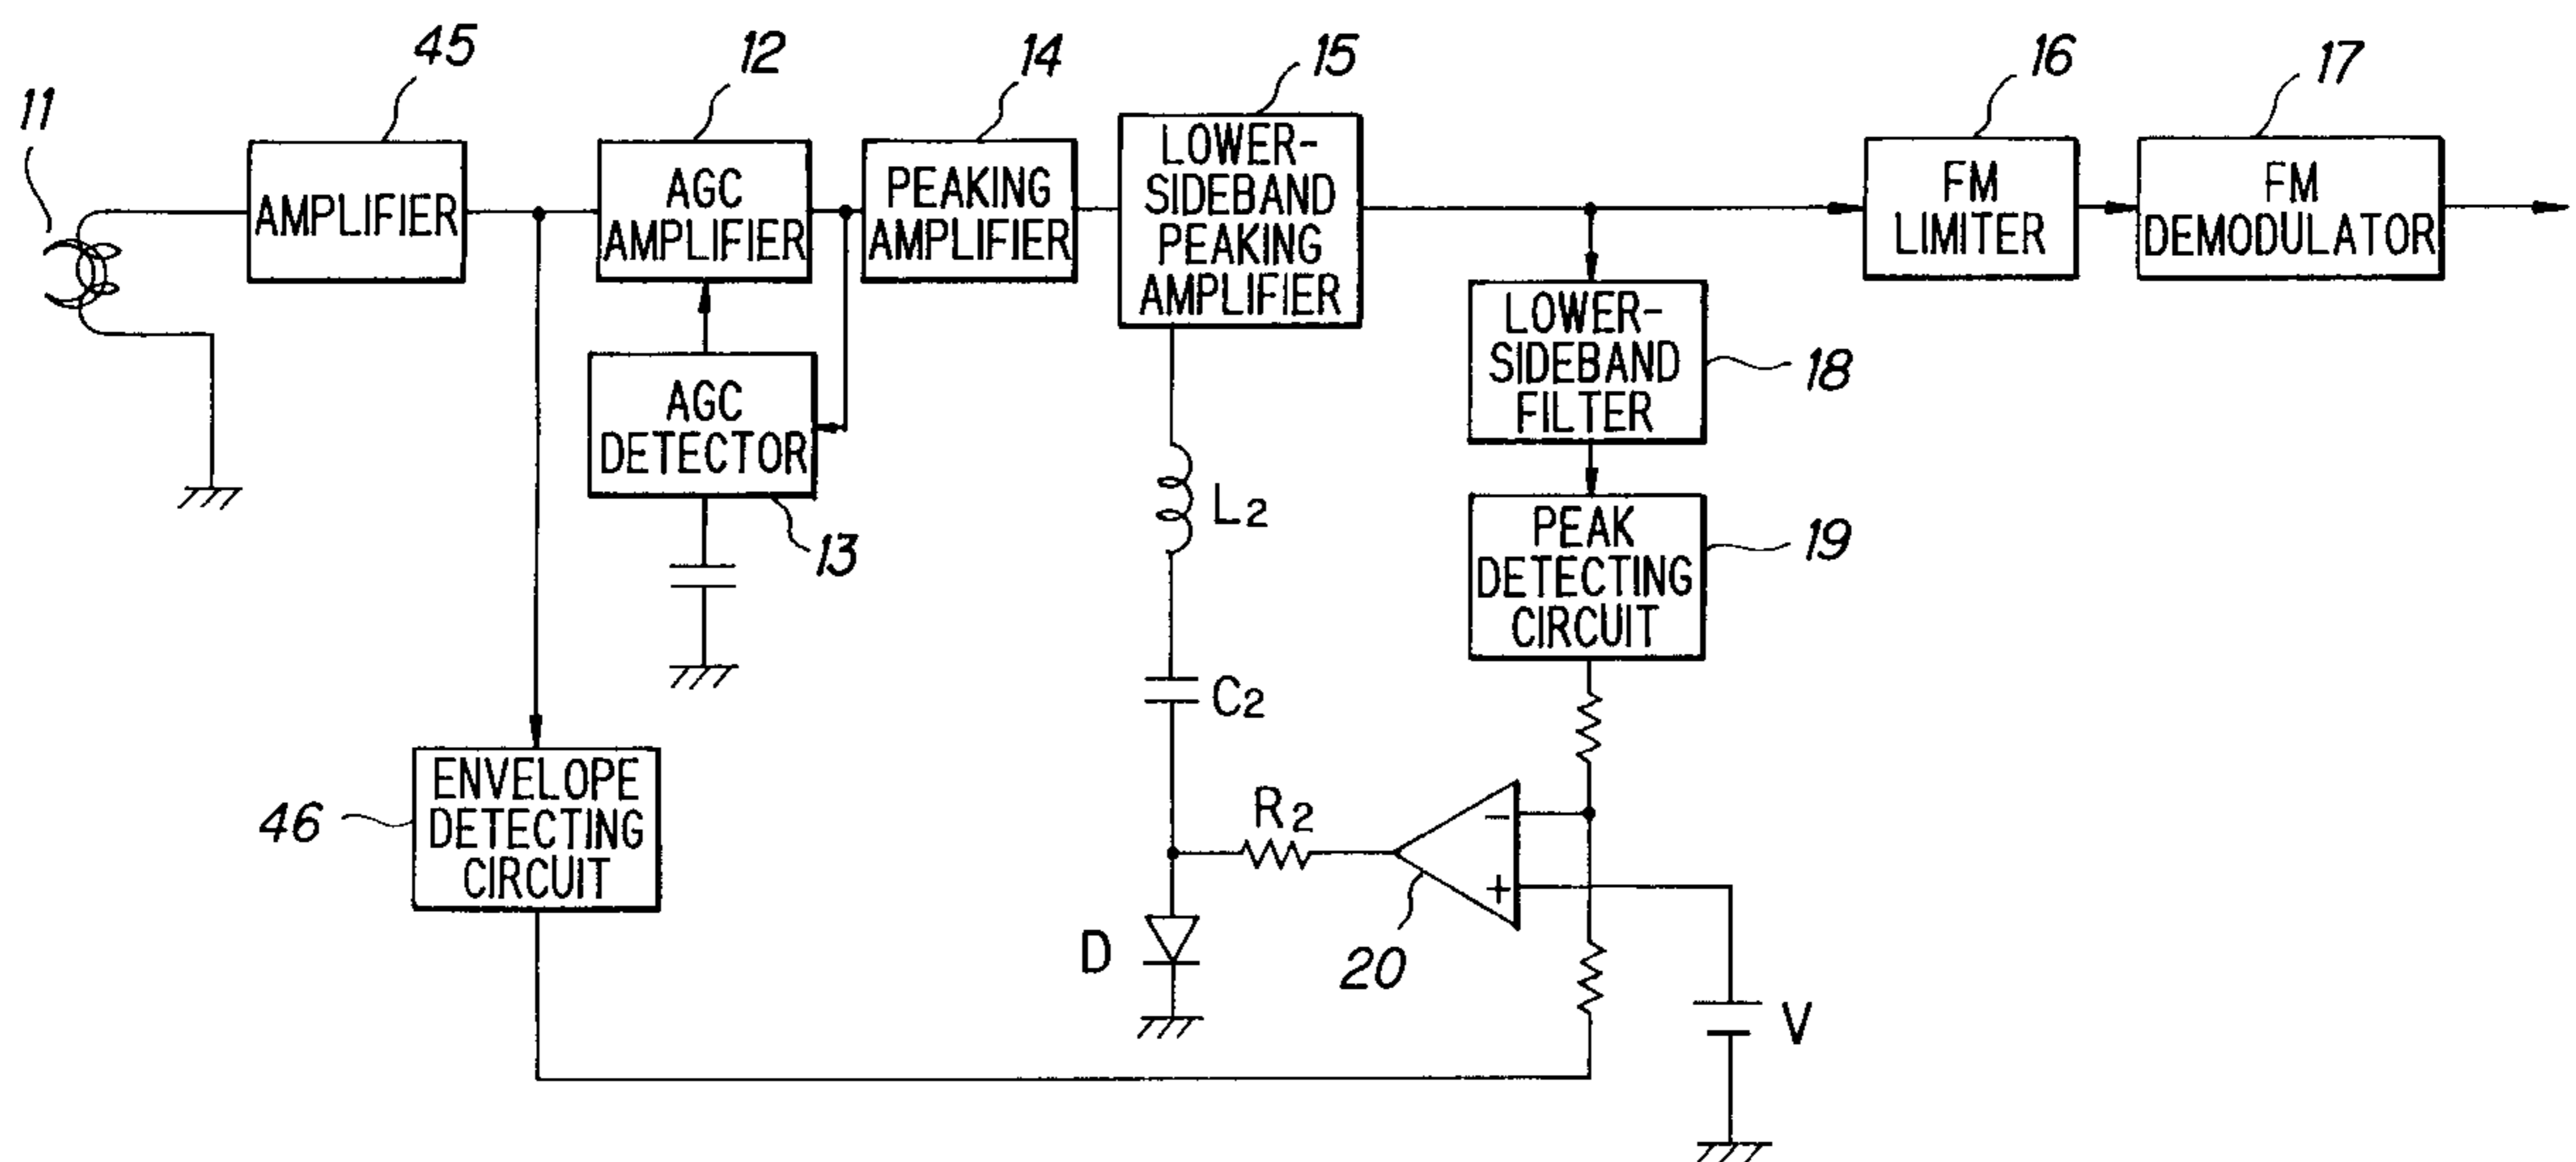 11
45
AMPLIFIER
12
AGC
AMPLIFIER
14
PEAKING
AMPLIFIER
15
LOWER-
SIDEBAND
PEAKING
AMPLIFIER
16
FM
LIMITER
17
FM
DEMODULATOR
AGC
DETECTOR
13
LOWER-
SIDEBAND
FILTER
18
L2
PEAK
DETECTING
CIRCUIT
19
C2
ENVELOPE
DETECTING
CIRCUIT
46
R2
−
+
20
D
V